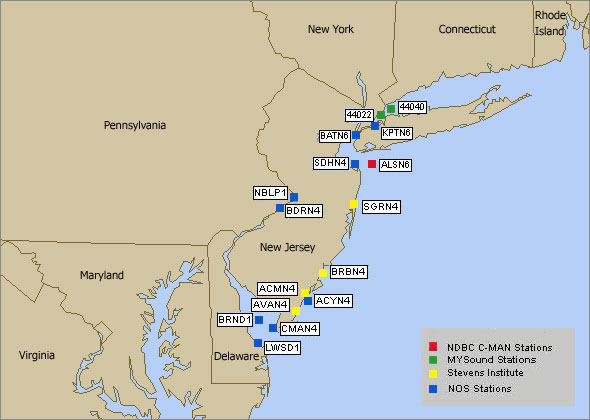 New York
Connecticut
Rhode
Island
Pennsylvania
44022
44040
BATN6
KPTN6
SDHN4
ALSN6
NBLP1
BDRN4
SGRN4
New Jersey
Maryland
BRBN4
ACMN4
ACYN4
AVAN4
BRND1
CMAN4
LWSD1
Virginia
Delaware
NDBC C-MAN Stations
MYSound Stations
Stevens Institute
NOS Stations